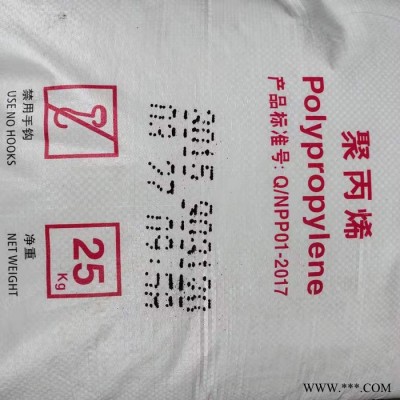 聚丙烯
Polypropylene
产品标准号: Q/NPP01-2017
禁用手钩
USE NO HOOKS
净重
NET WEIGHT
25
Kg
WWW.***.COM